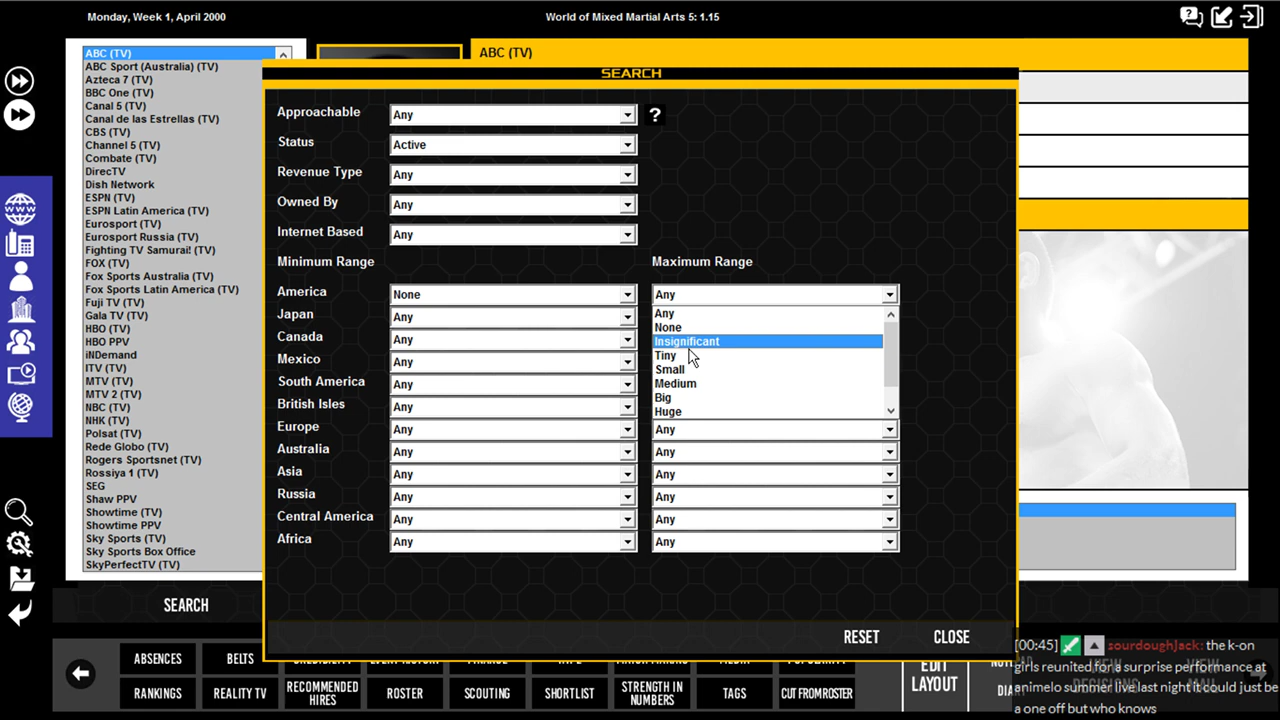 Monday, Week 1, April 2000
World of Mixed Martial Arts 5: 1.15
ABC (TV)
ABC Sport (Australia) (TV)
Azteca 7 (TV)
BBC One (TV)
Canal 5 (TV)
Canal de las Estrellas (TV)
CBS (TV)
Channel 5 (TV)
Combate (TV)
DirecTV
Dish Network
ESPN (TV)
ESPN Latin America (TV)
Eurosport (TV)
Eurosport Russia (TV)
Fighting TV Samurai! (TV)
FOX (TV)
Fox Sports Australia (TV)
Fox Sports Latin America (TV)
Fuji TV (TV)
Gala TV (TV)
HBO (TV)
HBO PPV
iNDemand
ITV (TV)
MTV (TV)
MTV 2 (TV)
NBC (TV)
NHK (TV)
Polsat (TV)
Rede Globo (TV)
Rogers Sportsnet (TV)
Rossiya 1 (TV)
SEG
Shaw PPV
Showtime (TV)
Showtime PPV
Sky Sports (TV)
Sky Sports Box Office
SkyPerfectTV (TV)
ABC (TV)
SEARCH
Approachable Any ?
Status Active
Revenue Type Any
Owned By Any
Internet Based Any
Minimum Range Maximum Range
America None Any
Japan Any
Canada Any
Mexico Any
South America Any
British Isles Any
Any
None
Insignificant
Tiny
Small
Medium
Big
Huge
Europe Any Any
Australia Any Any
Asia Any Any
Russia Any Any
Central America Any Any
Africa Any Any
RESET CLOSE
SEARCH
ABSENCES BELTS
RANKINGS REALITY TV RECOMMENDED HIRES ROSTER SCOUTING SHORTLIST STRENGTH IN NUMBERS TAGS CUT FROM ROSTER
EDIT LAYOUT
[00:45] sourdoughjack: the k-on
girls reunited for a surprise performance at
animelo summer live last night it could just be
a one off but who knows